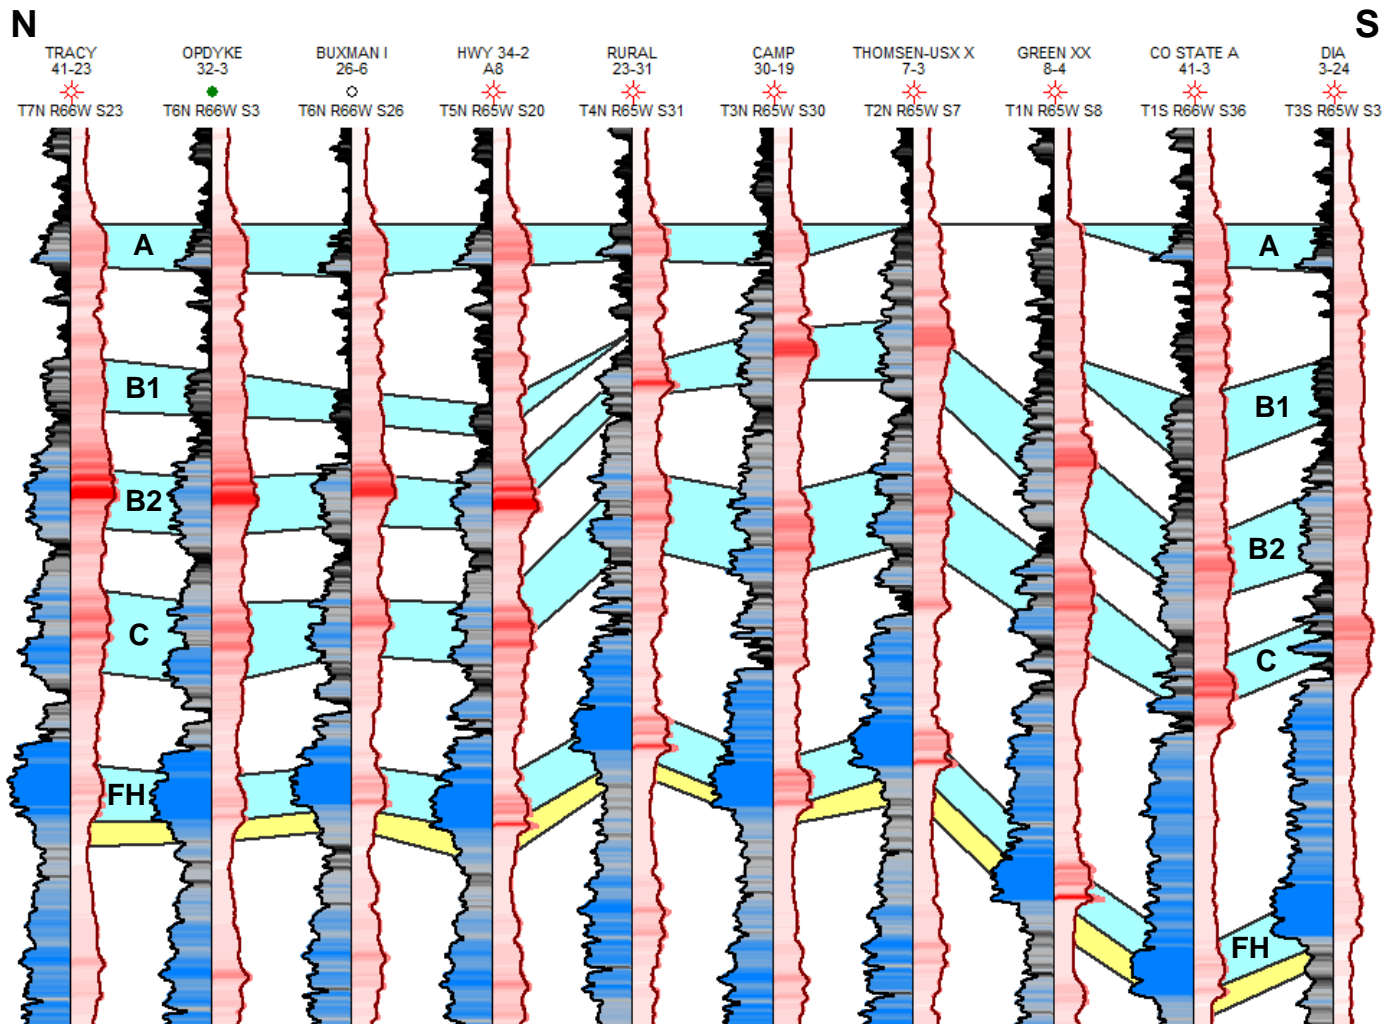 N
S
TRACY
41-23
T7N R66W S23
OPDYKE
32-3
T6N R66W S3
BUXMAN I
26-6
T6N R66W S26
HWY 34-2
A8
T5N R65W S20
RURAL
23-31
T4N R65W S31
CAMP
30-19
T3N R65W S30
THOMSEN-USX X
7-3
T2N R65W S7
GREEN XX
8-4
T1N R65W S8
CO STATE A
41-3
T1S R66W S36
DIA
3-24
T3S R65W S3
A
A
B1
B1
B2
B2
C
C
FH
FH